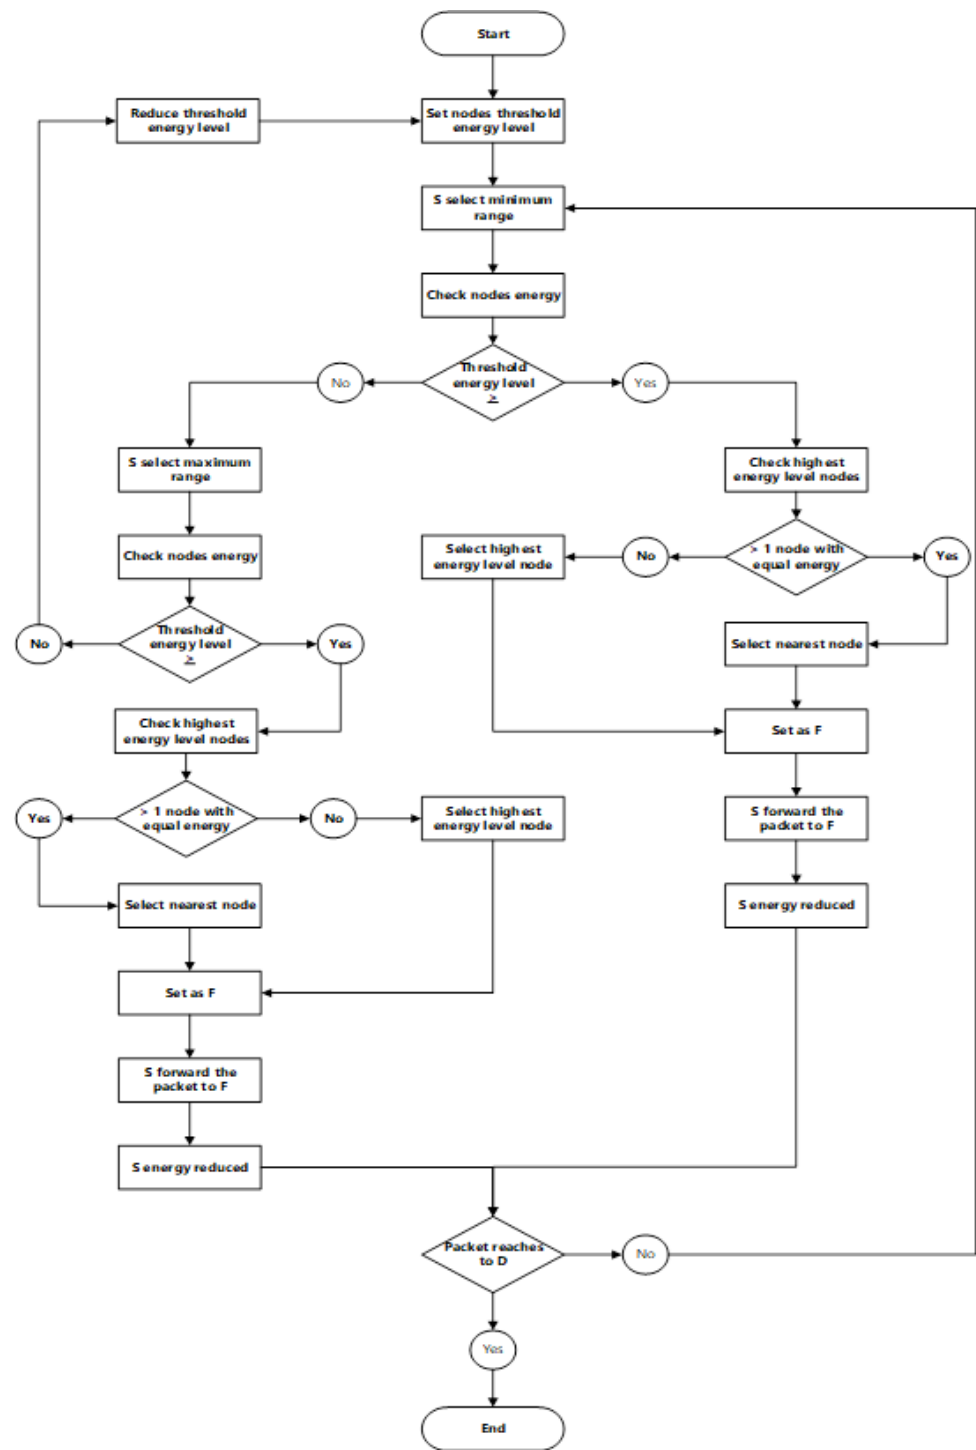 Start
Reduce threshold
energy level
Set nodes threshold
energy level
S select minimum
range
Check nodes energy
Threshold
energy level
≥
No
Yes
S select maximum
range
Check highest
energy level nodes
Check nodes energy
Select highest
energy level node
No
> 1 node with
equal energy
Yes
No
Threshold
energy level
≥
Yes
Select nearest node
Check highest
energy level nodes
Set as F
Yes
> 1 node with
equal energy
No
Select highest
energy level node
S forward the
packet to F
Select nearest node
S energy reduced
Set as F
S forward the
packet to F
S energy reduced
Packet reaches
to D
No
Yes
End